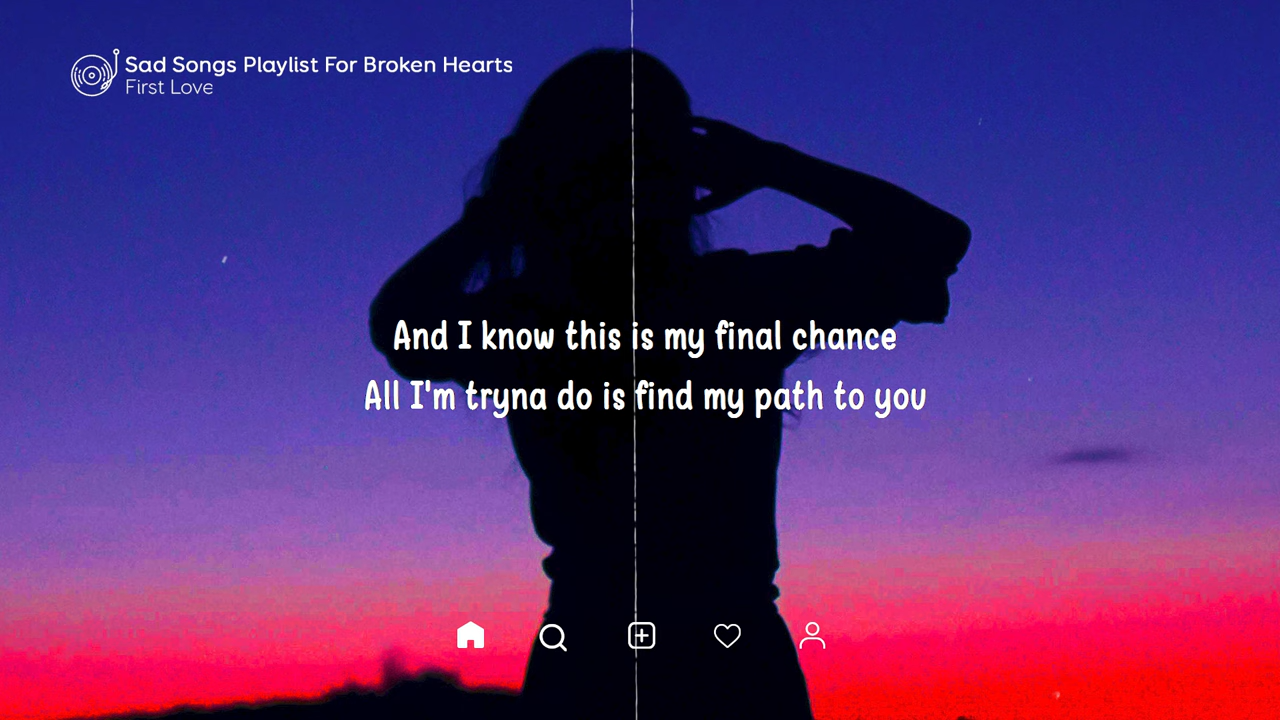 Sad Songs Playlist For Broken Hearts
First Love
And I know this is my final chance
All I'm tryna do is find my path to you